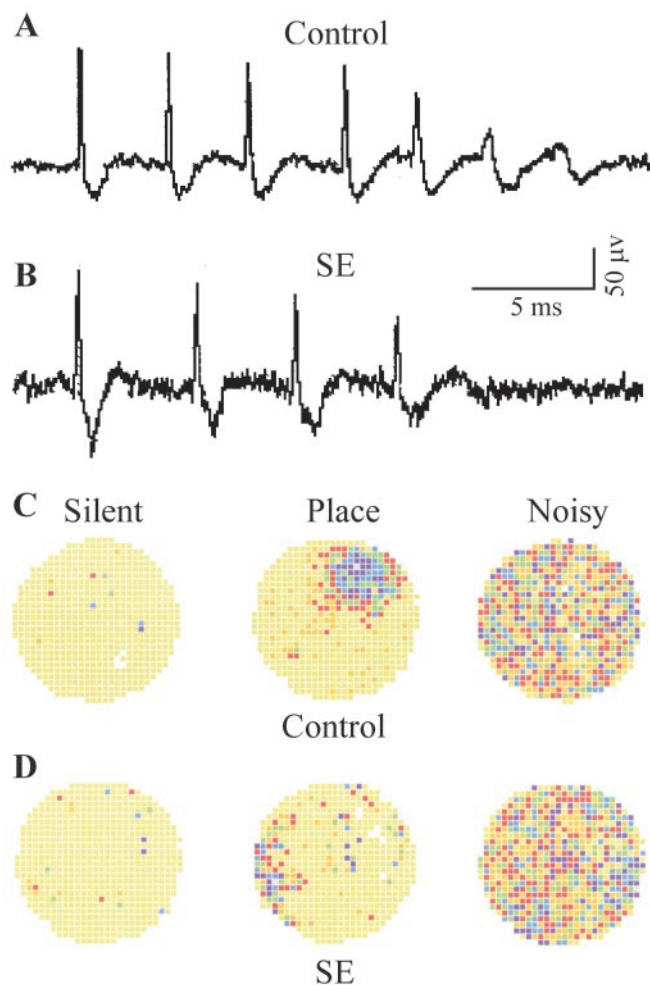 A
Control
B
SE
5 ms
50 μv
C
Silent Place Noisy
Control
D
SE